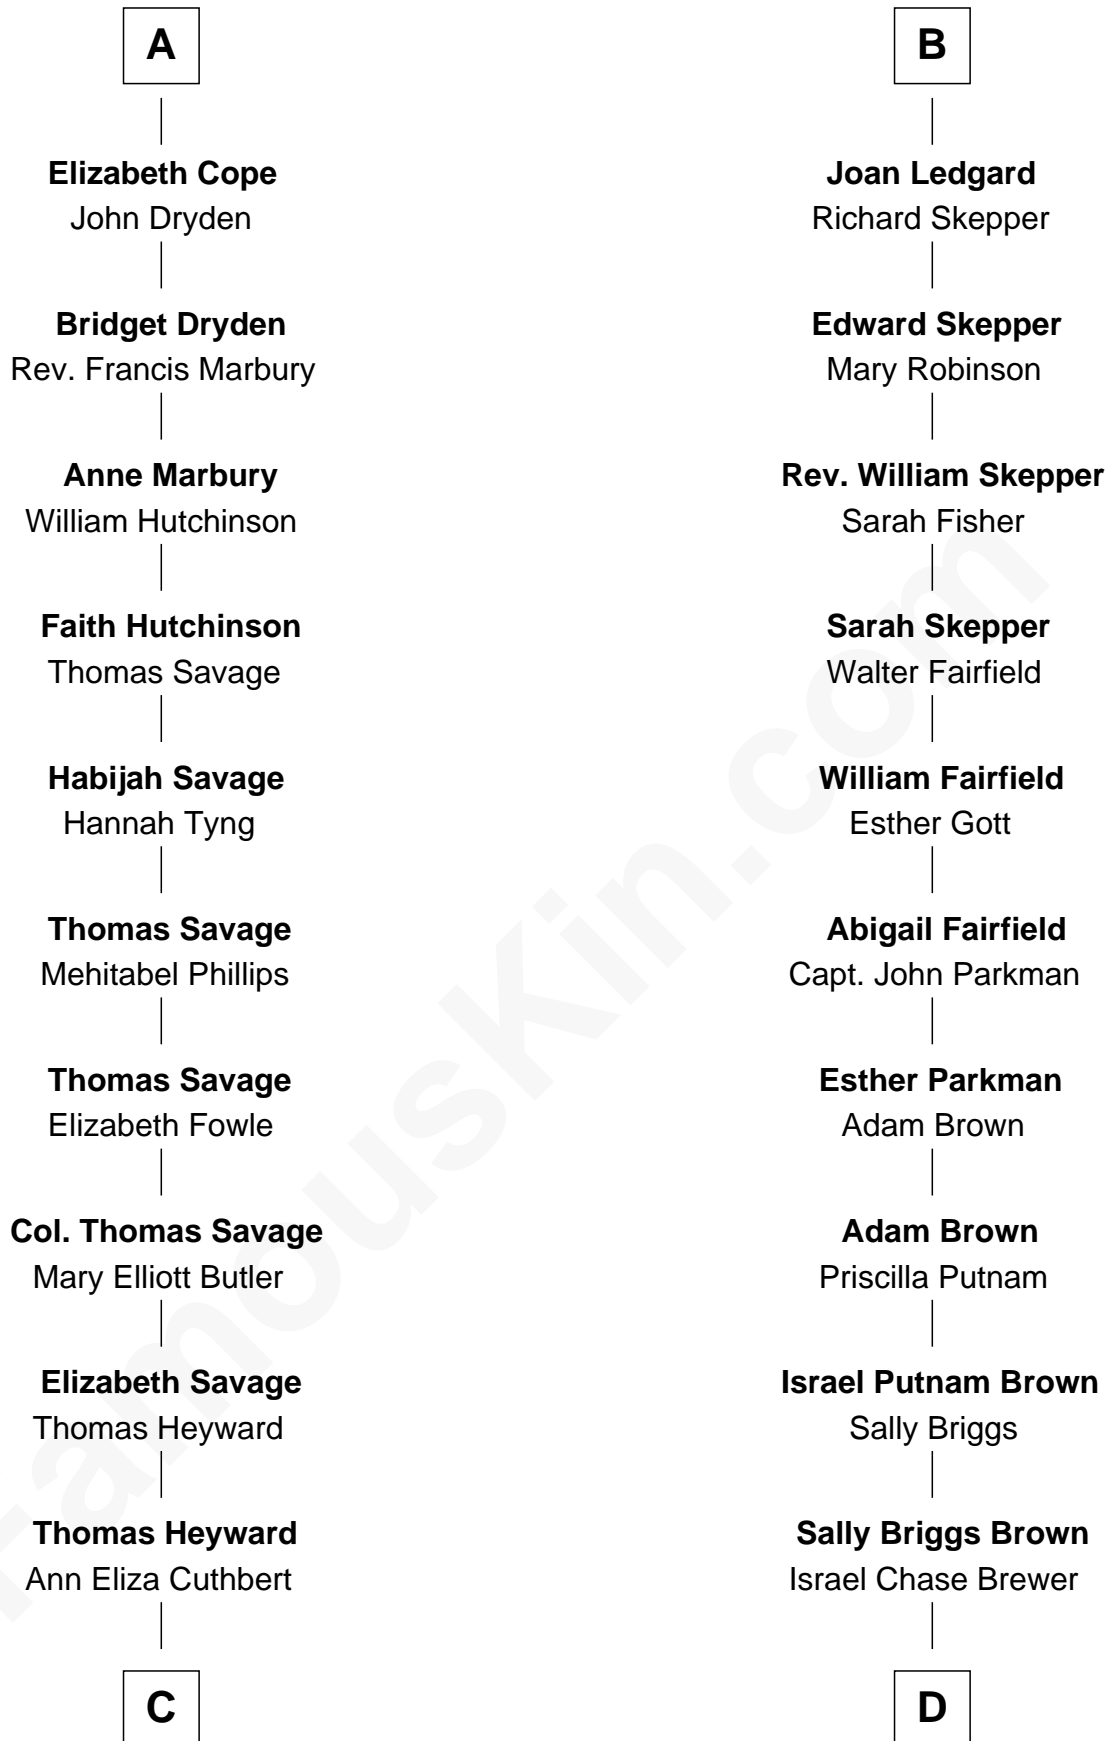 A
Elizabeth Cope
John Dryden
Bridget Dryden
Rev. Francis Marbury
Anne Marbury
William Hutchinson
Faith Hutchinson
Thomas Savage
Habijah Savage
Hannah Tyng
Thomas Savage
Mehitabel Phillips
Thomas Savage
Elizabeth Fowle
Col. Thomas Savage
Mary Elliott Butler
Elizabeth Savage
Thomas Heyward
Thomas Heyward
Ann Eliza Cuthbert
C
B
Joan Ledgard
Richard Skepper
Edward Skepper
Mary Robinson
Rev. William Skepper
Sarah Fisher
Sarah Skepper
Walter Fairfield
William Fairfield
Esther Gott
Abigail Fairfield
Capt. John Parkman
Esther Parkman
Adam Brown
Adam Brown
Priscilla Putnam
Israel Putnam Brown
Sally Briggs
Sally Briggs Brown
Israel Chase Brewer
D
FamousKin.com